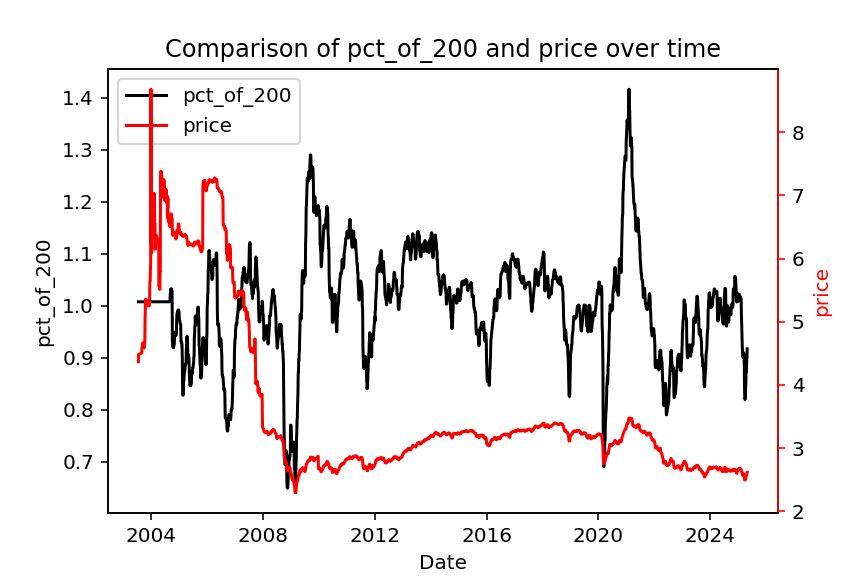 Comparison of pct_of_200 and price over time
pct_of_200
price
1.4
1.3
1.2
1.1
1.0
0.9
0.8
0.7
pct_of_200
8
7
6
5
4
3
2
price
2004 2008 2012 2016 2020 2024
Date